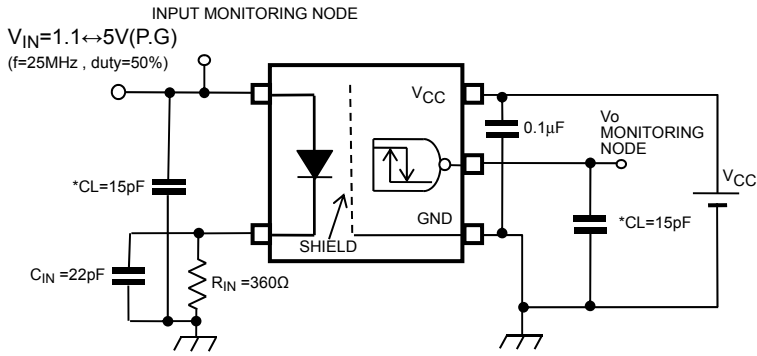 INPUT MONITORING NODE
VIN=1.1↔5V(P.G)
(f=25MHz , duty=50%)
VCC
0.1μF
Vo
MONITORING
NODE
*CL=15pF
VCC
GND
*CL=15pF
SHIELD
CIN =22pF
RIN =360Ω